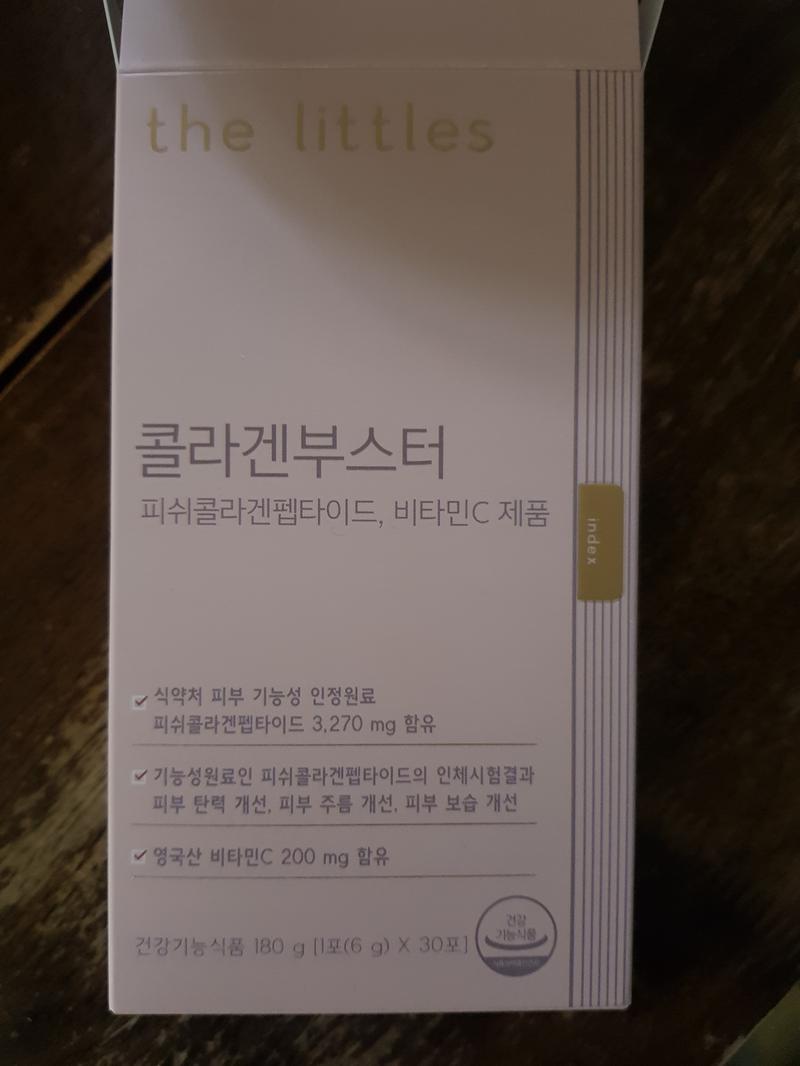 the littles
콜라겐부스터
피쉬콜라겐펩타이드, 비타민C 제품
index
식약처 피부 기능성 인정원료
피쉬콜라겐펩타이드 3,270 mg 함유
기능성원료인 피쉬콜라겐펩타이드의 인체시험결과
피부 탄력 개선, 피부 주름 개선, 피부 보습 개선
영국산 비타민C 200 mg 함유
건강기능식품 180 g [1포(6 g) X 30포]
건강
기능식품